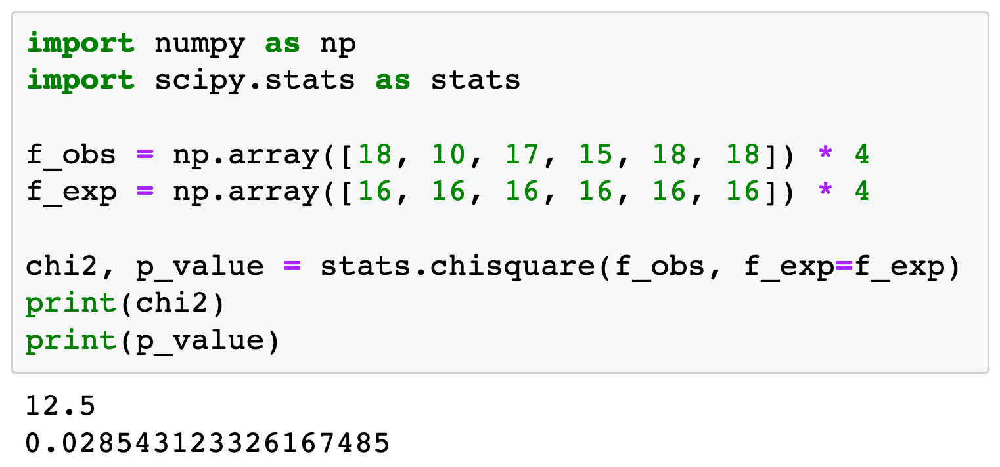 import numpy as np
import scipy.stats as stats
f_obs = np.array([18, 10, 17, 15, 18, 18]) * 4
f_exp = np.array([16, 16, 16, 16, 16, 16]) * 4
chi2, p_value = stats.chisquare(f_obs, f_exp=f_exp)
print(chi2)
print(p_value)
12.5
0.028543123326167485